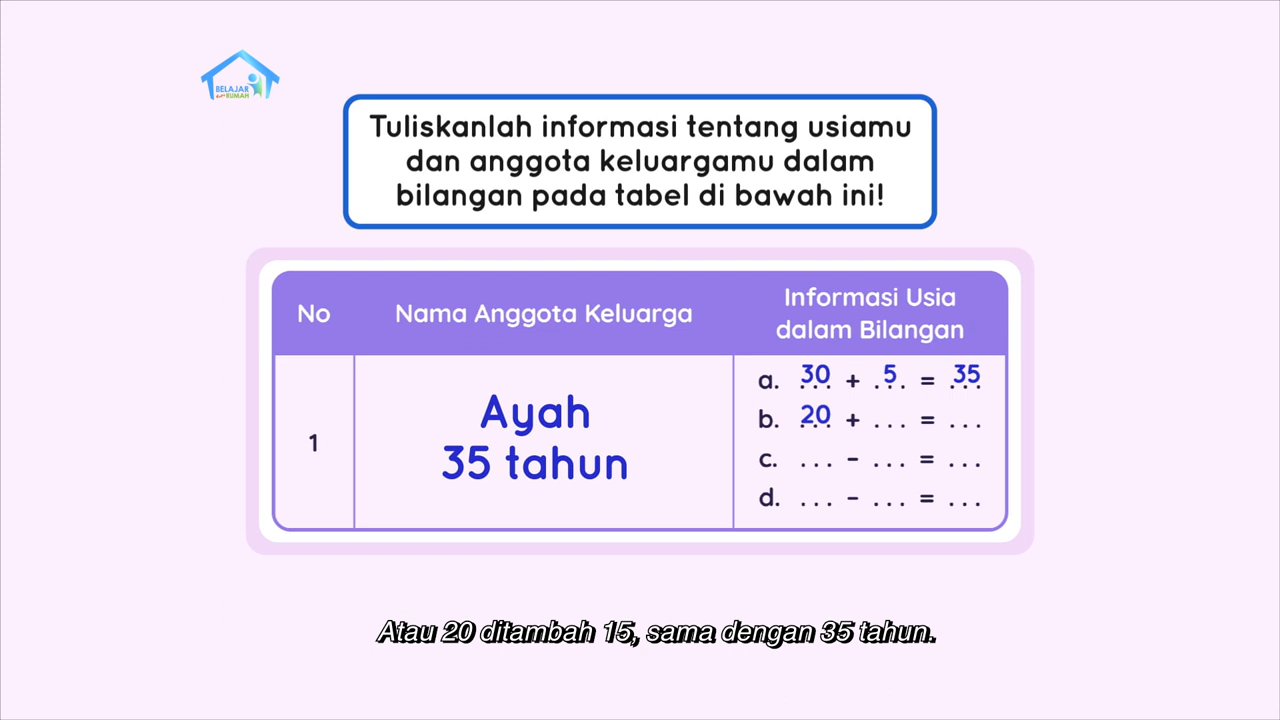 BELAJAR
dari RUMAH
Tuliskanlah informasi tentang usiamu
dan anggota keluargamu dalam
bilangan pada tabel di bawah ini!
No
Nama Anggota Keluarga
Informasi Usia
dalam Bilangan
1
Ayah
35 tahun
a. 30 + 5 = 35
b. 20 + ... = ...
c. ... - ... = ...
d. ... - ... = ...
Atau 20 ditambah 15, sama dengan 35 tahun.